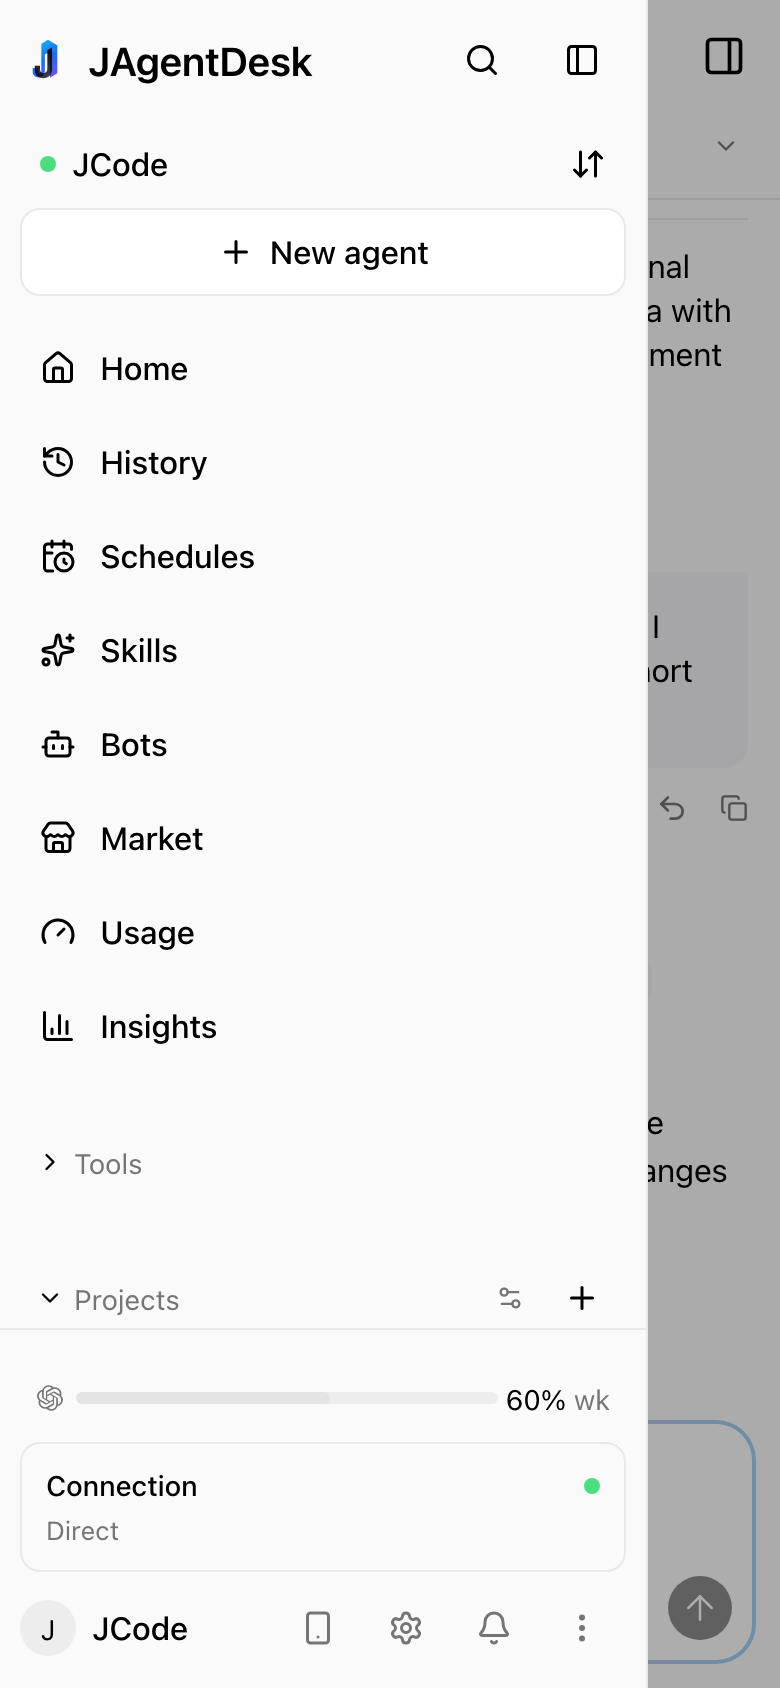 JAgentDesk
JCode
New agent
Home
History
Schedules
Skills
Bots
Market
Usage
Insights
Tools
Projects
60% wk
Connection
Direct
J JCode
nal
a with
ment
l
ort
e
anges